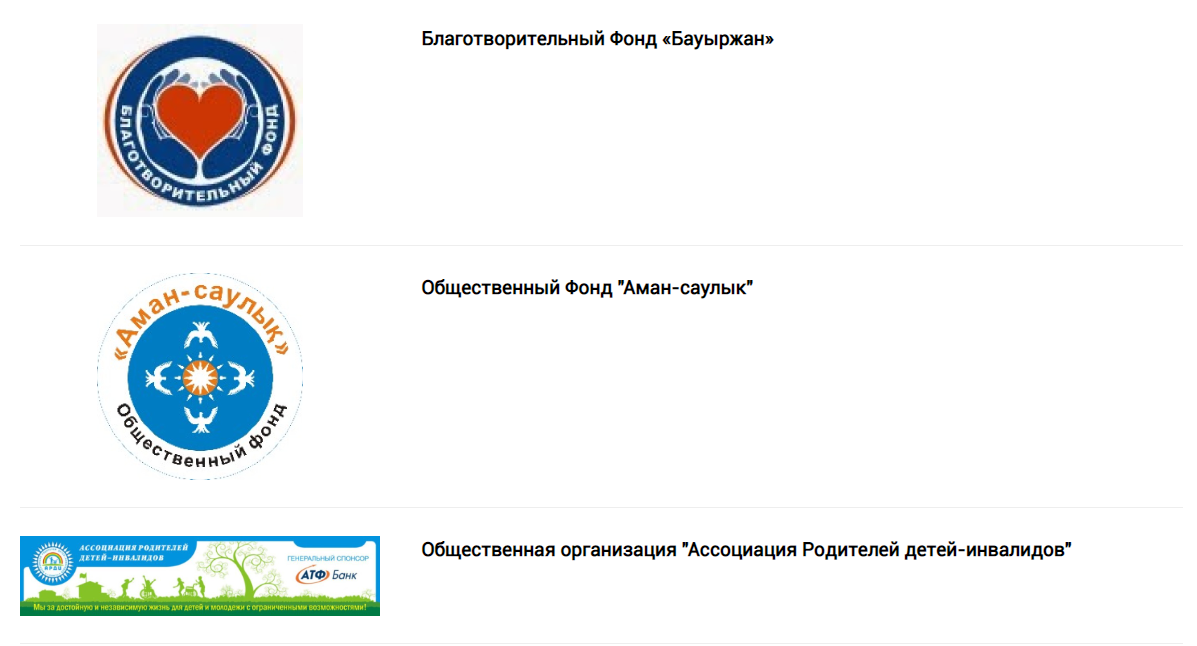 БЛАГОТВОРИТЕЛЬНЫЙ ФОНД
Благотворительный Фонд «Бауыржан»
«Аман-саулық»
Общественный фонд
Общественный Фонд "Аман-саулык"
АССОЦИАЦИЯ РОДИТЕЛЕЙ
ДЕТЕЙ-ИНВАЛИДОВ
АРДИ
ГЕНЕРАЛЬНЫЙ СПОНСОР
АТФ Банк
Мы за достойную и независимую жизнь для детей и молодежи с ограниченными возможностями!
Общественная организация "Ассоциация Родителей детей-инвалидов"